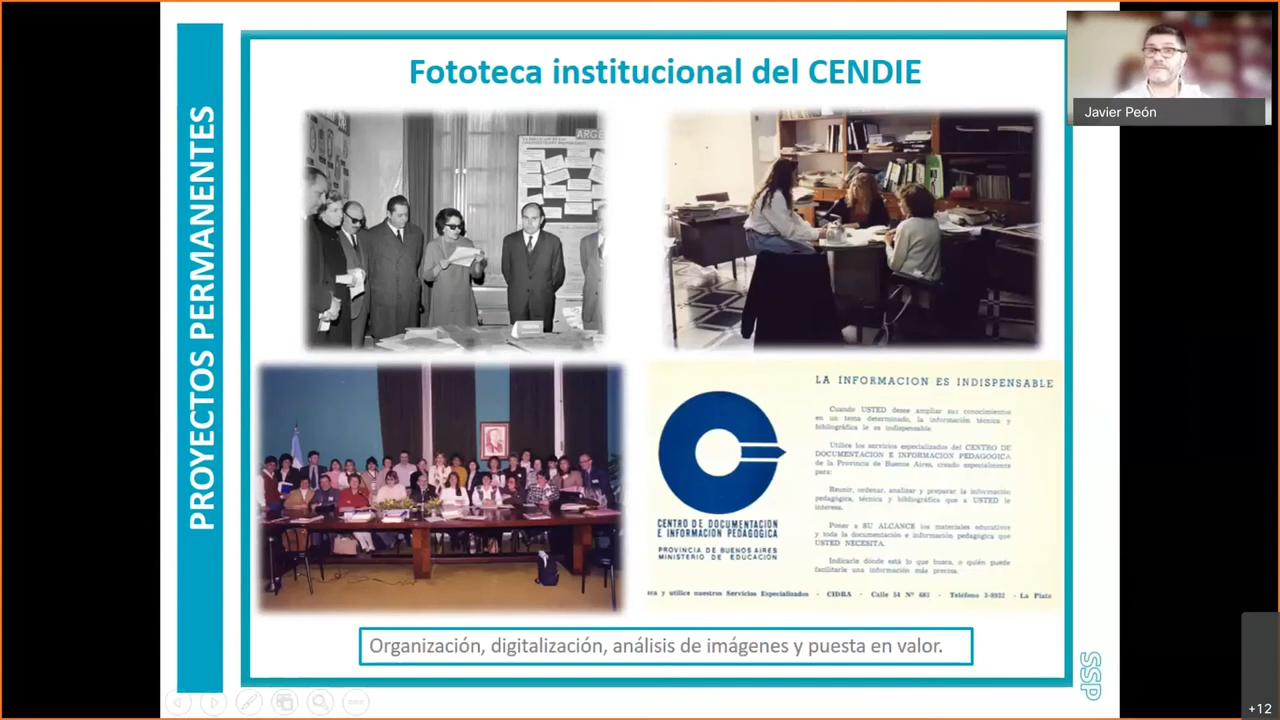 Fototeca institucional del CENDIE
Javier Peón
PROYECTOS PERMANENTES
ARGE
LA INFORMACION ES INDISPENSABLE
Cuando USTED desee ampliar sus conocimientos
en un tema determinado, la información técnica y
bibliográfica le es indispensable.
Utilice los servicios especializados del CENTRO DE
DOCUMENTACION E INFORMACION PEDAGOGICA
de la Provincia de Buenos Aires, creado especialmente
para:
Reunir, ordenar, analizar y preparar la información
pedagógica, técnica y bibliográfica que a USTED le
interesa.
Poner a SU ALCANCE los materiales educativos
y toda la documentación e información pedagógica que
USTED NECESITA.
Indicarle dónde está lo que busca, o quién puede
facilitarle una información más precisa.
CENTRO DE DOCUMENTACION
E INFORMACION PEDAGOGICA
PROVINCIA DE BUENOS AIRES
MINISTERIO DE EDUCACIÓN
y utilice nuestros Servicios Especializados - CIDBA - Calle 54 Nº 681 - Teléfono 3-8932 - La Plata
Organización, digitalización, análisis de imágenes y puesta en valor.
SSP
+12